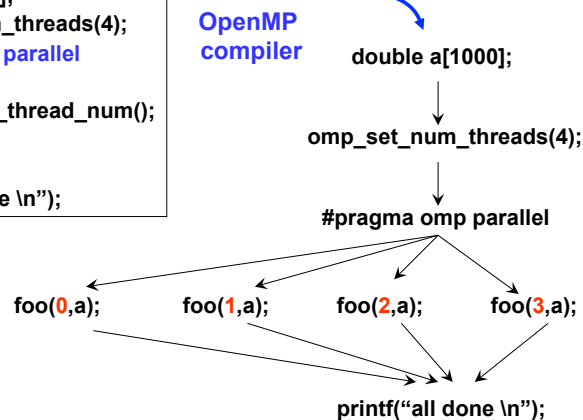 ];
_threads(4);
parallel
_thread_num();
e \n”);
OpenMP
compiler
double a[1000];
omp_set_num_threads(4);
#pragma omp parallel
foo(0,a);
foo(1,a);
foo(2,a);
foo(3,a);
printf(“all done \n”);